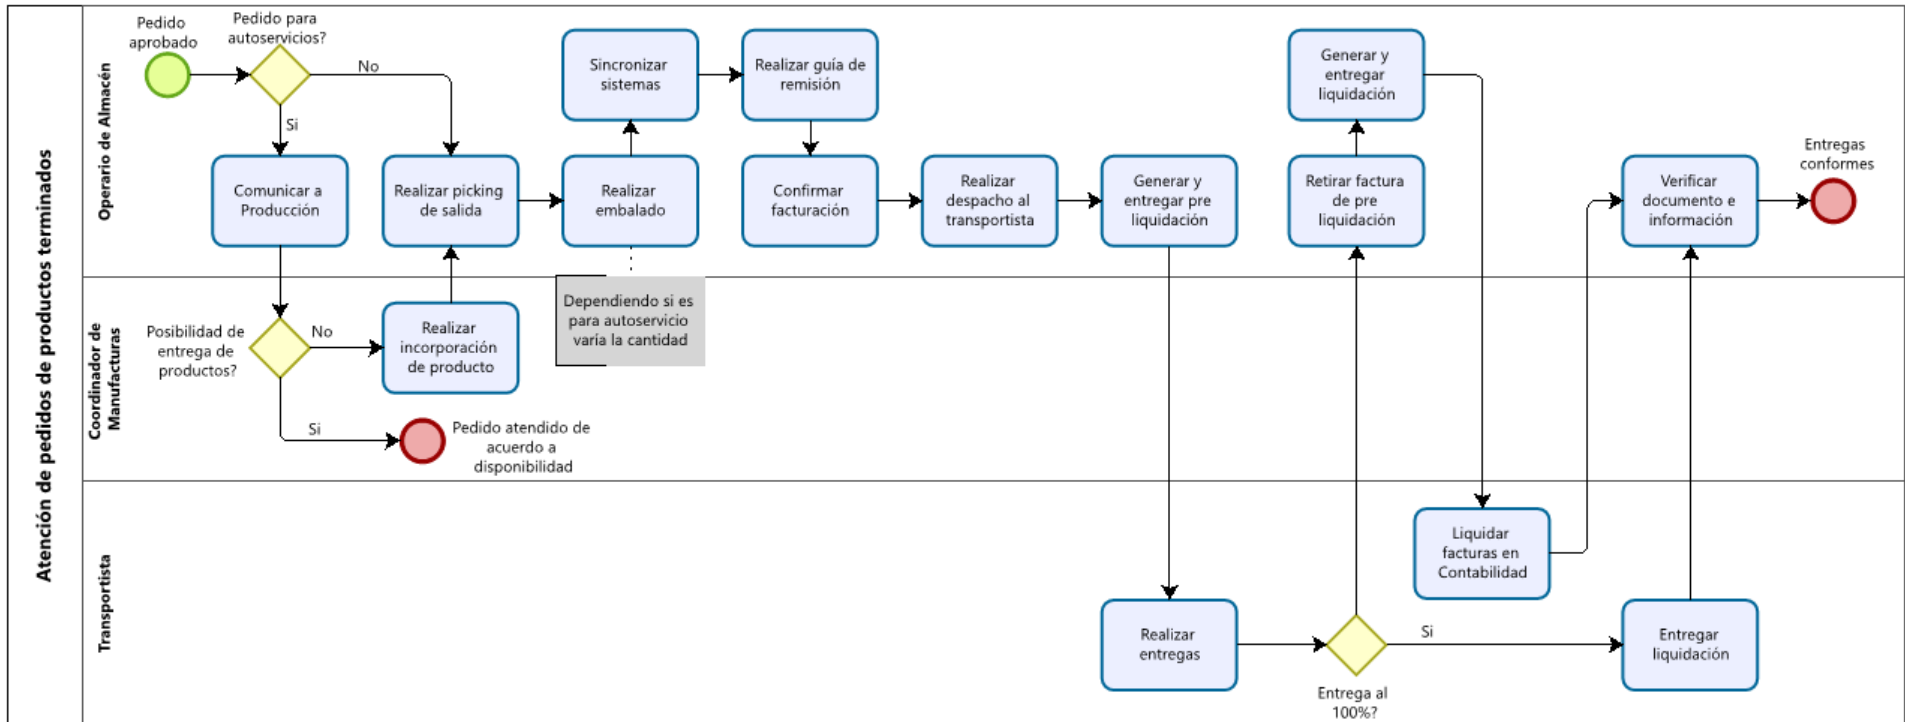 Atención de pedidos de productos terminados
Operario de Almacén
Pedido
aprobado
Pedido para
autoservicios?
No
Si
Comunicar a
Producción
Realizar picking
de salida
Realizar
embalado
Sincronizar
sistemas
Realizar guía de
remisión
Confirmar
facturación
Realizar
despacho al
transportista
Generar y
entregar pre
liquidación
Generar y
entregar
liquidación
Retirar factura
de pre
liquidación
Verificar
documento e
información
Entregas
conformes
Coordinador de
Manufacturas
Posibilidad de
entrega de
productos?
No
Si
Realizar
incorporación
de producto
Dependiendo si es
para autoservicio
varía la cantidad
Pedido atendido de
acuerdo a
disponibilidad
Transportista
Realizar
entregas
Entrega al
100%?
Si
Liquidar
facturas en
Contabilidad
Entregar
liquidación